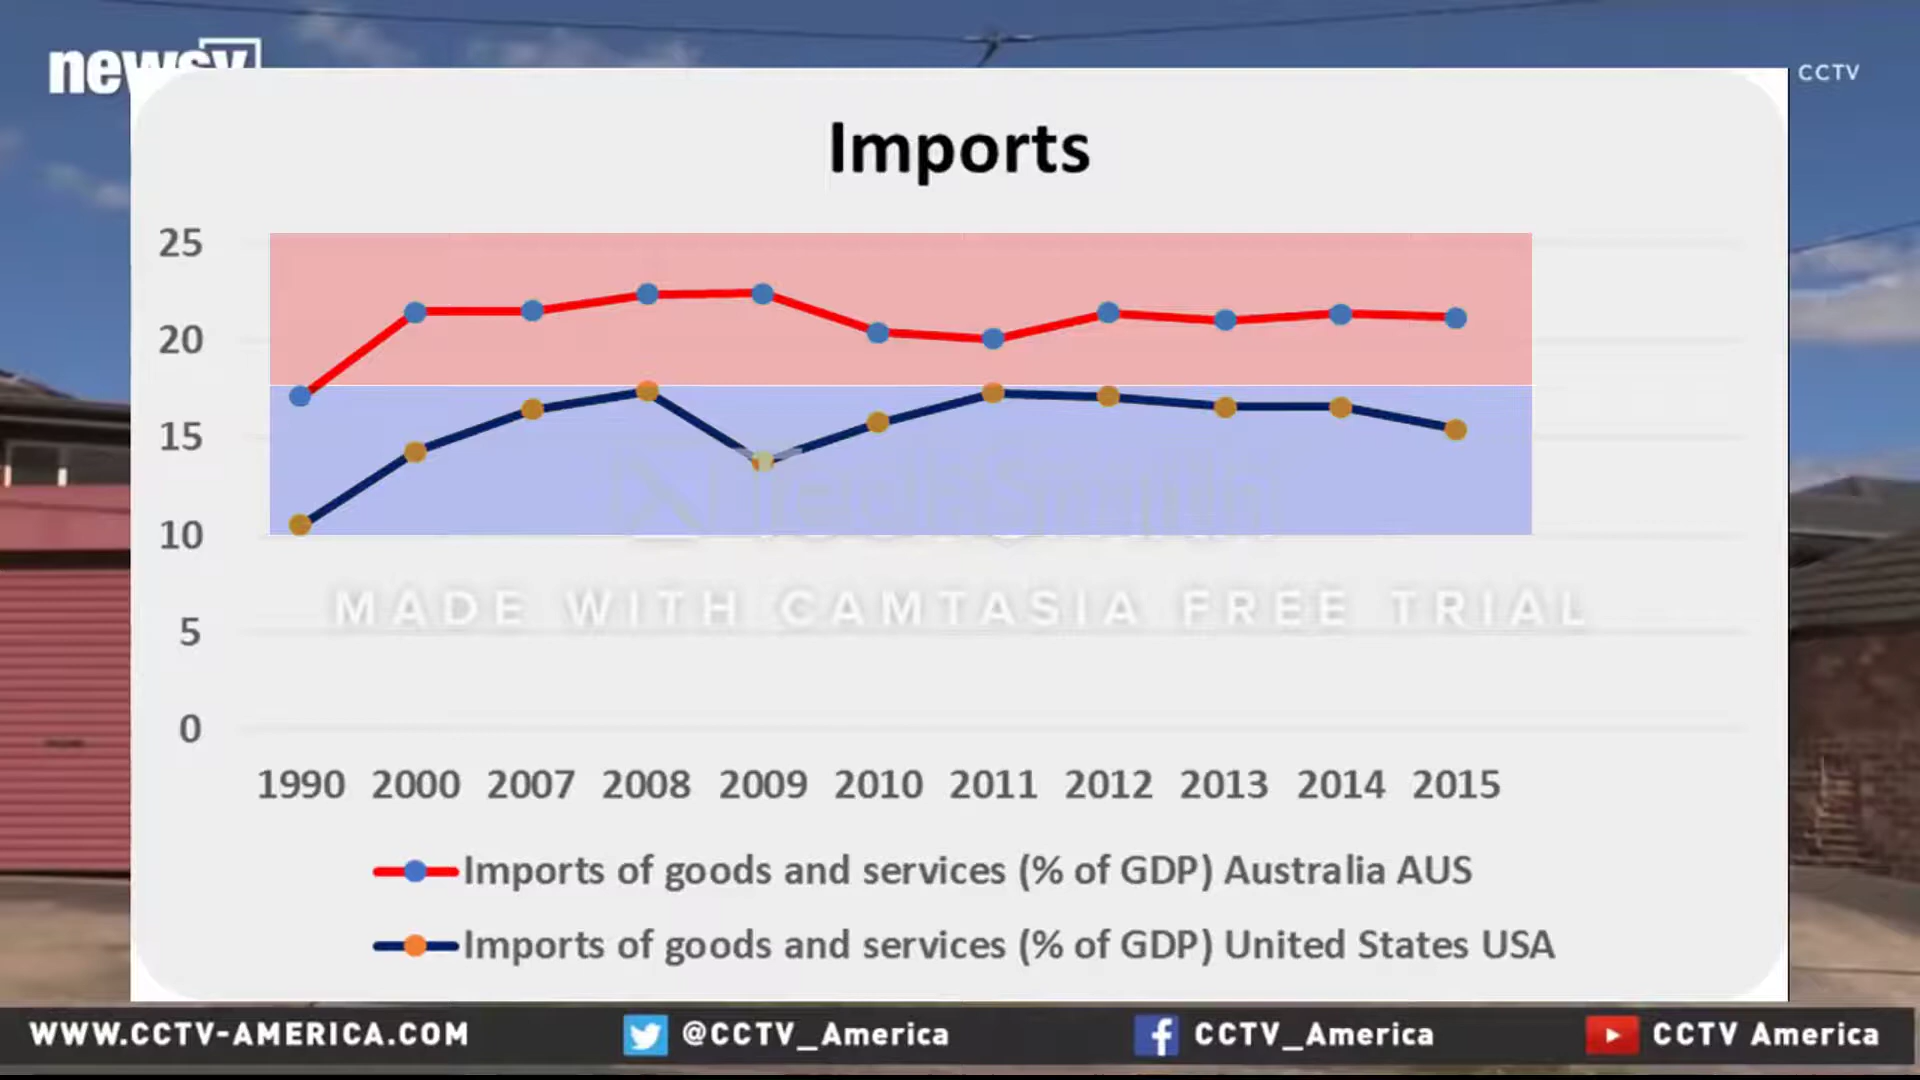 newsy
CCTV
Imports
25
20
15
10
5
0
TechSmith
MADE WITH CAMTASIA FREE TRIAL
1990 2000 2007 2008 2009 2010 2011 2012 2013 2014 2015
Imports of goods and services (% of GDP) Australia AUS
Imports of goods and services (% of GDP) United States USA
WWW.CCTV-AMERICA.COM @CCTV_America CCTV_America CCTV America